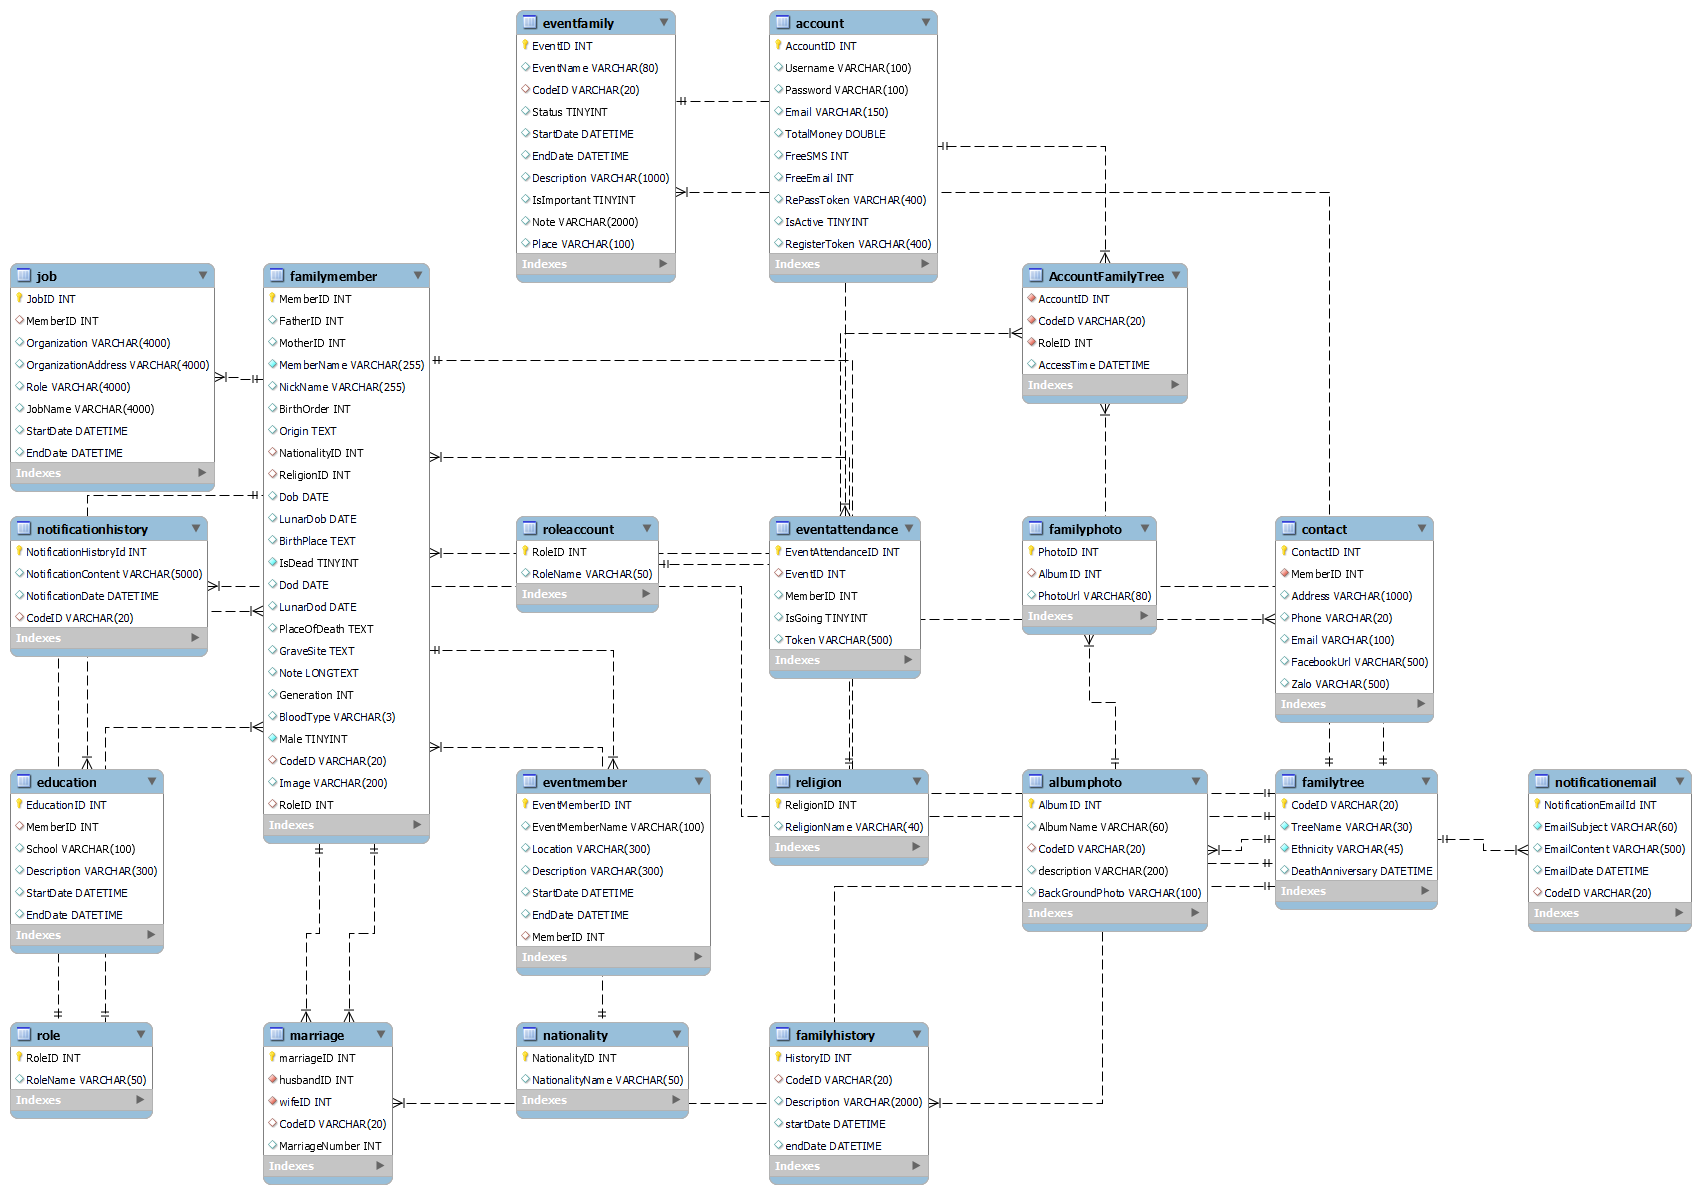 eventfamily
EventID INT
EventName VARCHAR(80)
CodeID VARCHAR(20)
Status TINYINT
StartDate DATETIME
EndDate DATETIME
Description VARCHAR(1000)
IsImportant TINYINT
Note VARCHAR(2000)
Place VARCHAR(100)
Indexes
account
AccountID INT
Username VARCHAR(100)
Password VARCHAR(100)
Email VARCHAR(150)
TotalMoney DOUBLE
FreeSMS INT
FreeEmail INT
RePassToken VARCHAR(400)
IsActive TINYINT
RegisterToken VARCHAR(400)
Indexes
job
JobID INT
MemberID INT
Organization VARCHAR(4000)
OrganizationAddress VARCHAR(4000)
Role VARCHAR(4000)
JobName VARCHAR(4000)
StartDate DATETIME
EndDate DATETIME
Indexes
familymember
MemberID INT
FatherID INT
MotherID INT
MemberName VARCHAR(255)
NickName VARCHAR(255)
BirthOrder INT
Origin TEXT
NationalityID INT
ReligionID INT
Dob DATE
LunarDob DATE
BirthPlace TEXT
IsDead TINYINT
Dod DATE
LunarDod DATE
PlaceOfDeath TEXT
GraveSite TEXT
Note LONGTEXT
Generation INT
BloodType VARCHAR(3)
Male TINYINT
CodeID VARCHAR(20)
Image VARCHAR(200)
RoleID INT
Indexes
AccountFamilyTree
AccountID INT
CodeID VARCHAR(20)
RoleID INT
AccessTime DATETIME
Indexes
notificationhistory
NotificationHistoryId INT
NotificationContent VARCHAR(5000)
NotificationDate DATETIME
CodeID VARCHAR(20)
Indexes
roleaccount
RoleID INT
RoleName VARCHAR(50)
Indexes
eventattendance
EventAttendanceID INT
EventID INT
MemberID INT
IsGoing TINYINT
Token VARCHAR(500)
Indexes
familyphoto
PhotoID INT
AlbumID INT
PhotoUrl VARCHAR(80)
Indexes
contact
ContactID INT
MemberID INT
Address VARCHAR(1000)
Phone VARCHAR(20)
Email VARCHAR(100)
FacebookUrl VARCHAR(500)
Zalo VARCHAR(500)
Indexes
education
EducationID INT
MemberID INT
School VARCHAR(100)
Description VARCHAR(300)
StartDate DATETIME
EndDate DATETIME
Indexes
eventmember
EventMemberID INT
EventMemberName VARCHAR(100)
Location VARCHAR(300)
Description VARCHAR(300)
StartDate DATETIME
EndDate DATETIME
MemberID INT
Indexes
religion
ReligionID INT
ReligionName VARCHAR(40)
Indexes
albumphoto
AlbumID INT
AlbumName VARCHAR(60)
CodeID VARCHAR(20)
description VARCHAR(200)
BackGroundPhoto VARCHAR(100)
Indexes
familytree
CodeID VARCHAR(20)
TreeName VARCHAR(30)
Ethnicity VARCHAR(45)
DeathAnniversary DATETIME
Indexes
notificationemail
NotificationEmailId INT
EmailSubject VARCHAR(60)
EmailContent VARCHAR(500)
EmailDate DATETIME
CodeID VARCHAR(20)
Indexes
role
RoleID INT
RoleName VARCHAR(50)
Indexes
marriage
marriageID INT
husbandID INT
wifeID INT
CodeID VARCHAR(20)
MarriageNumber INT
Indexes
nationality
NationalityID INT
NationalityName VARCHAR(50)
Indexes
familyhistory
HistoryID INT
CodeID VARCHAR(20)
Description VARCHAR(2000)
startDate DATETIME
endDate DATETIME
Indexes